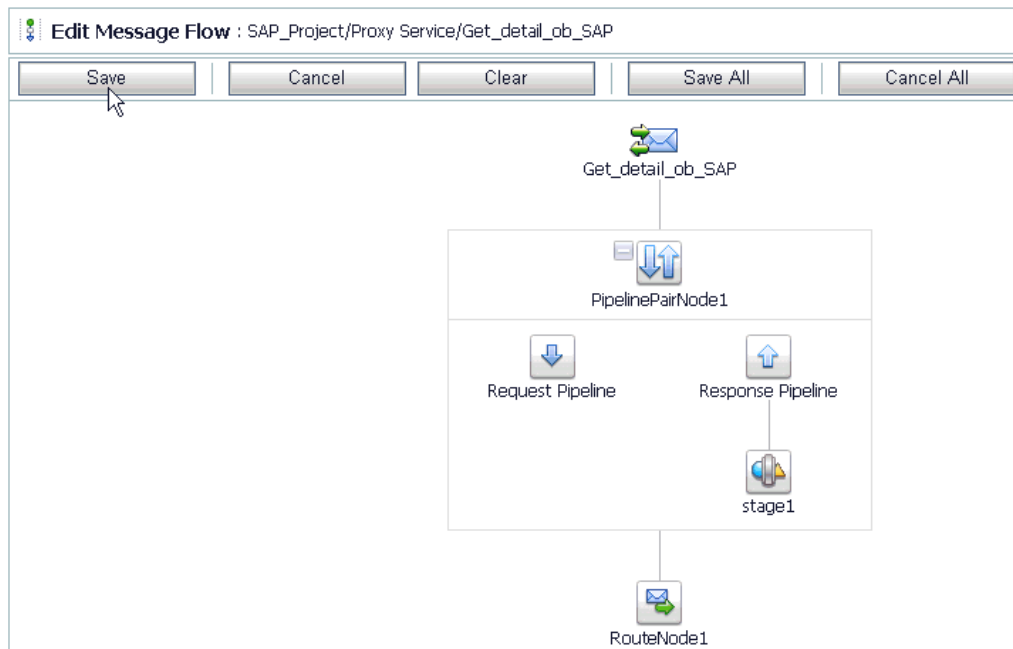 Edit Message Flow : SAP_Project/Proxy Service/Get_detail_ob_SAP
Save Cancel Clear Save All Cancel All
Get_detail_ob_SAP
PipelinePairNode1
Request Pipeline Response Pipeline
stage1
RouteNode1